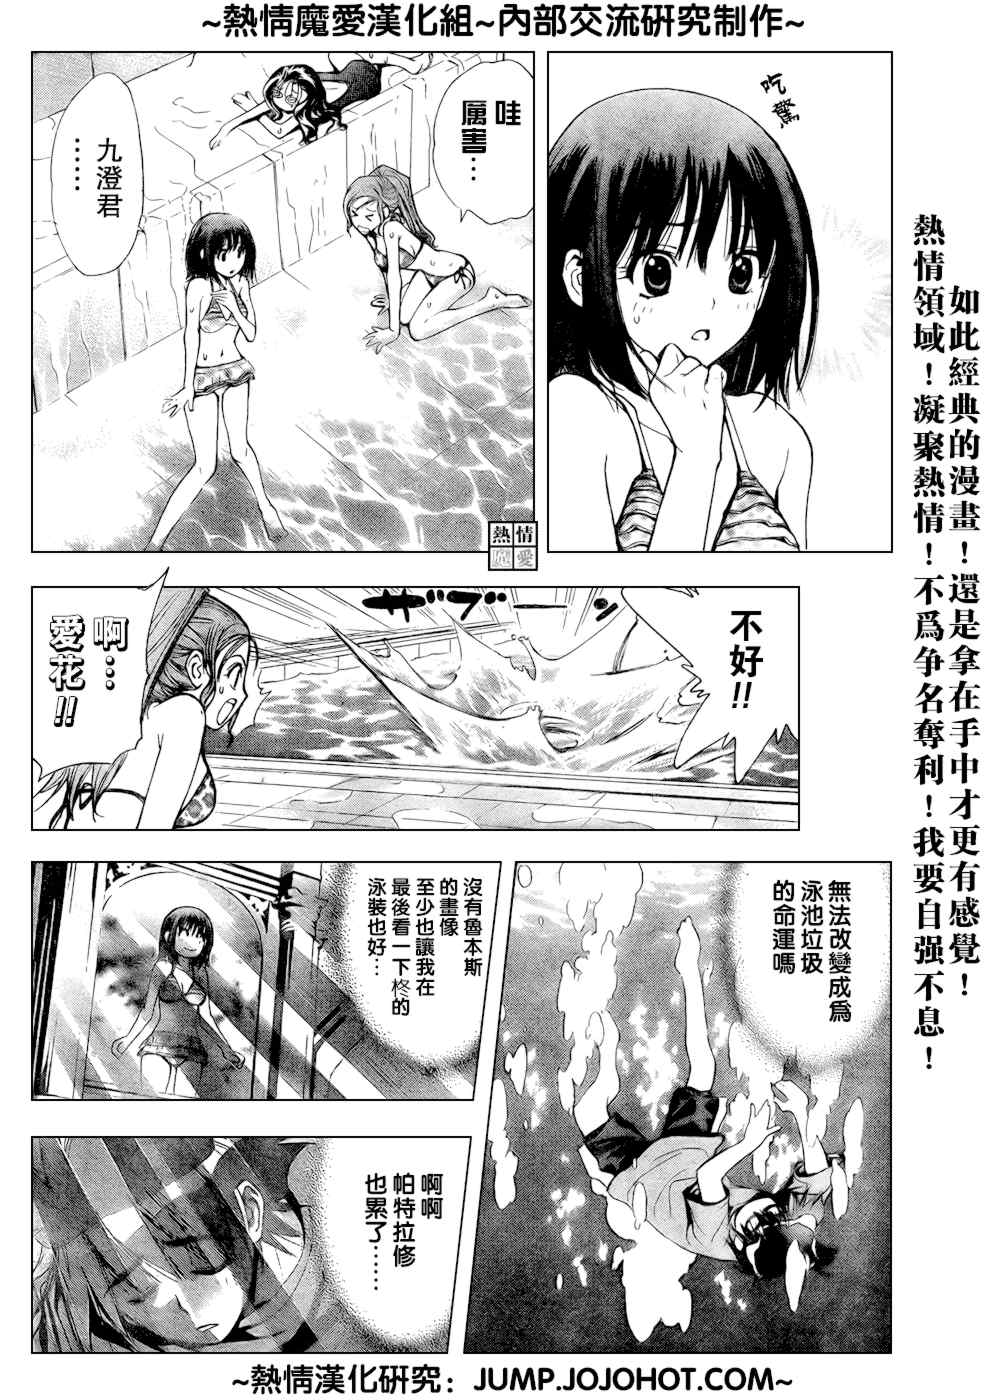 ~熱情魔愛漢化組~內部交流研究制作~
吃驚
哇
厲害…
九澄君
……
熱情
魔愛
不好!!
ザブーン
啊…
愛花!!
無法改變成為
泳池垃圾
的命運嗎
沒有魯本斯
的畫像
至少也讓我在
最後看一下柊的
泳裝也好…
啊啊
帕特拉修
也累了……
如此經典的漫畫！還是拿在手中才更有感覺！
熱情領域！凝聚熱情！不爲争名奪利！我要自强不息！
~熱情漢化研究：JUMP.JOJOHOT.COM~